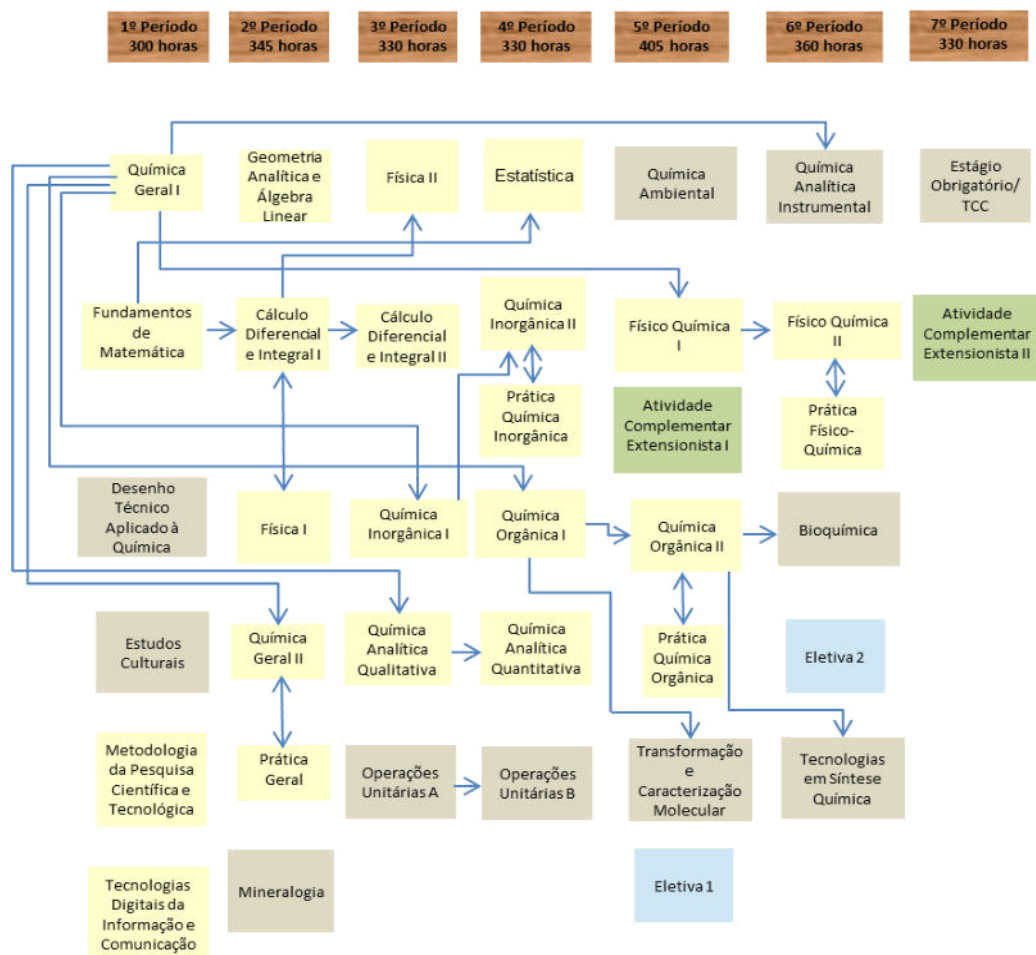 1º Período
300 horas
2º Período
345 horas
3º Período
330 horas
4º Período
330 horas
5º Período
405 horas
6º Período
360 horas
7º Período
330 horas
Química
Geral I
Geometria
Analítica e
Álgebra
Linear
Física II
Estatística
Química
Ambiental
Química
Analítica
Instrumental
Estágio
Obrigatório/
TCC
Fundamentos
de
Matemática
Cálculo
Diferencial
e Integral I
Cálculo
Diferencial
e Integral II
Química
Inorgânica II
Físico Química
I
Físico Química
II
Atividade
Complementar
Extensionista II
Prática
Química
Inorgânica
Atividade
Complementar
Extensionista I
Prática
Físico-
Química
Desenho
Técnico
Aplicado à
Química
Física I
Química
Inorgânica I
Química
Orgânica I
Química
Orgânica II
Bioquímica
Estudos
Culturais
Química
Geral II
Química
Analítica
Qualitativa
Química
Analítica
Quantitativa
Prática
Química
Orgânica
Eletiva 2
Metodologia
da Pesquisa
Científica e
Tecnológica
Prática
Geral
Operações
Unitárias A
Operações
Unitárias B
Transformação
e
Caracterização
Molecular
Tecnologias
em Síntese
Química
Tecnologias
Digitais da
Informação e
Comunicação
Mineralogia
Eletiva 1